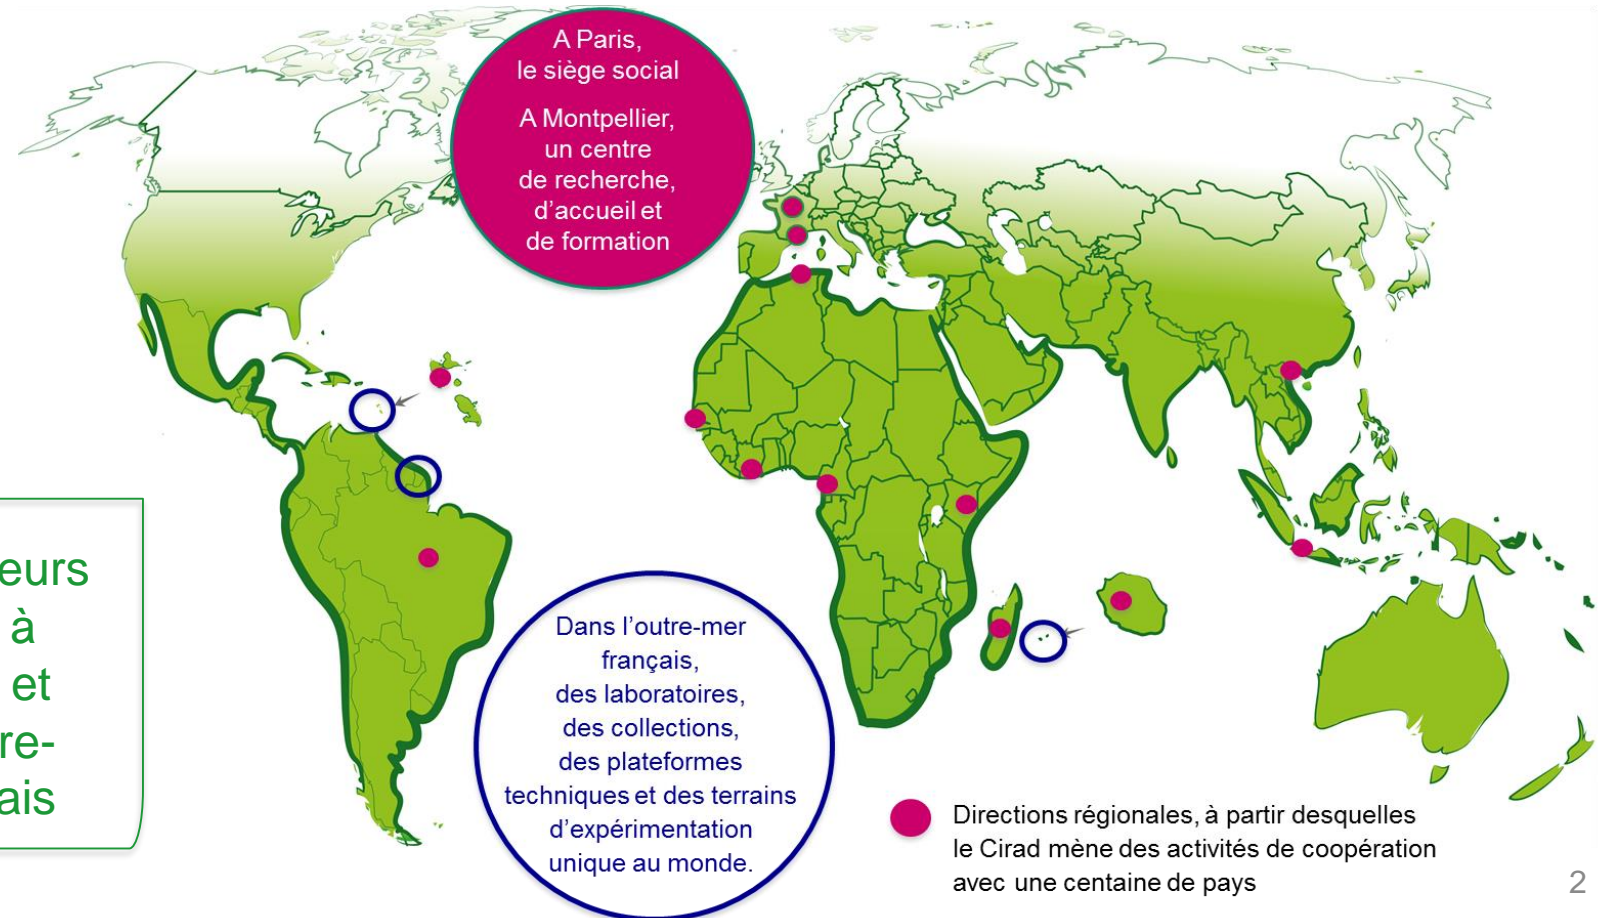 A Paris,
le siège social
A Montpellier,
un centre
de recherche,
d’accueil et
de formation
eurs
à
et
re-
ais
Dans l’outre-mer
français,
des laboratoires,
des collections,
des plateformes
techniques et des terrains
d’expérimentation
unique au monde.
Directions régionales, à partir desquelles
le Cirad mène des activités de coopération
avec une centaine de pays
2